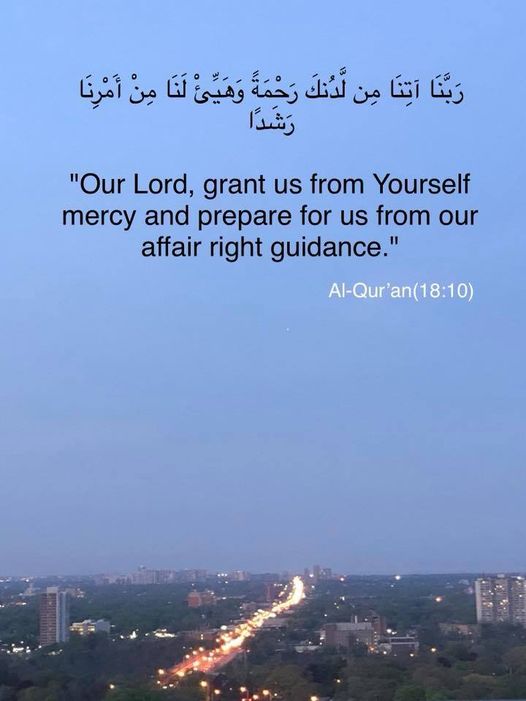 رَبَّنَا آتِنَا مِن لَّدُنكَ رَحْمَةً وَهَيِّئْ لَنَا مِنْ أَمْرِنَا
رَشَدًا
"Our Lord, grant us from Yourself
mercy and prepare for us from our
affair right guidance."
Al-Qur’an(18:10)